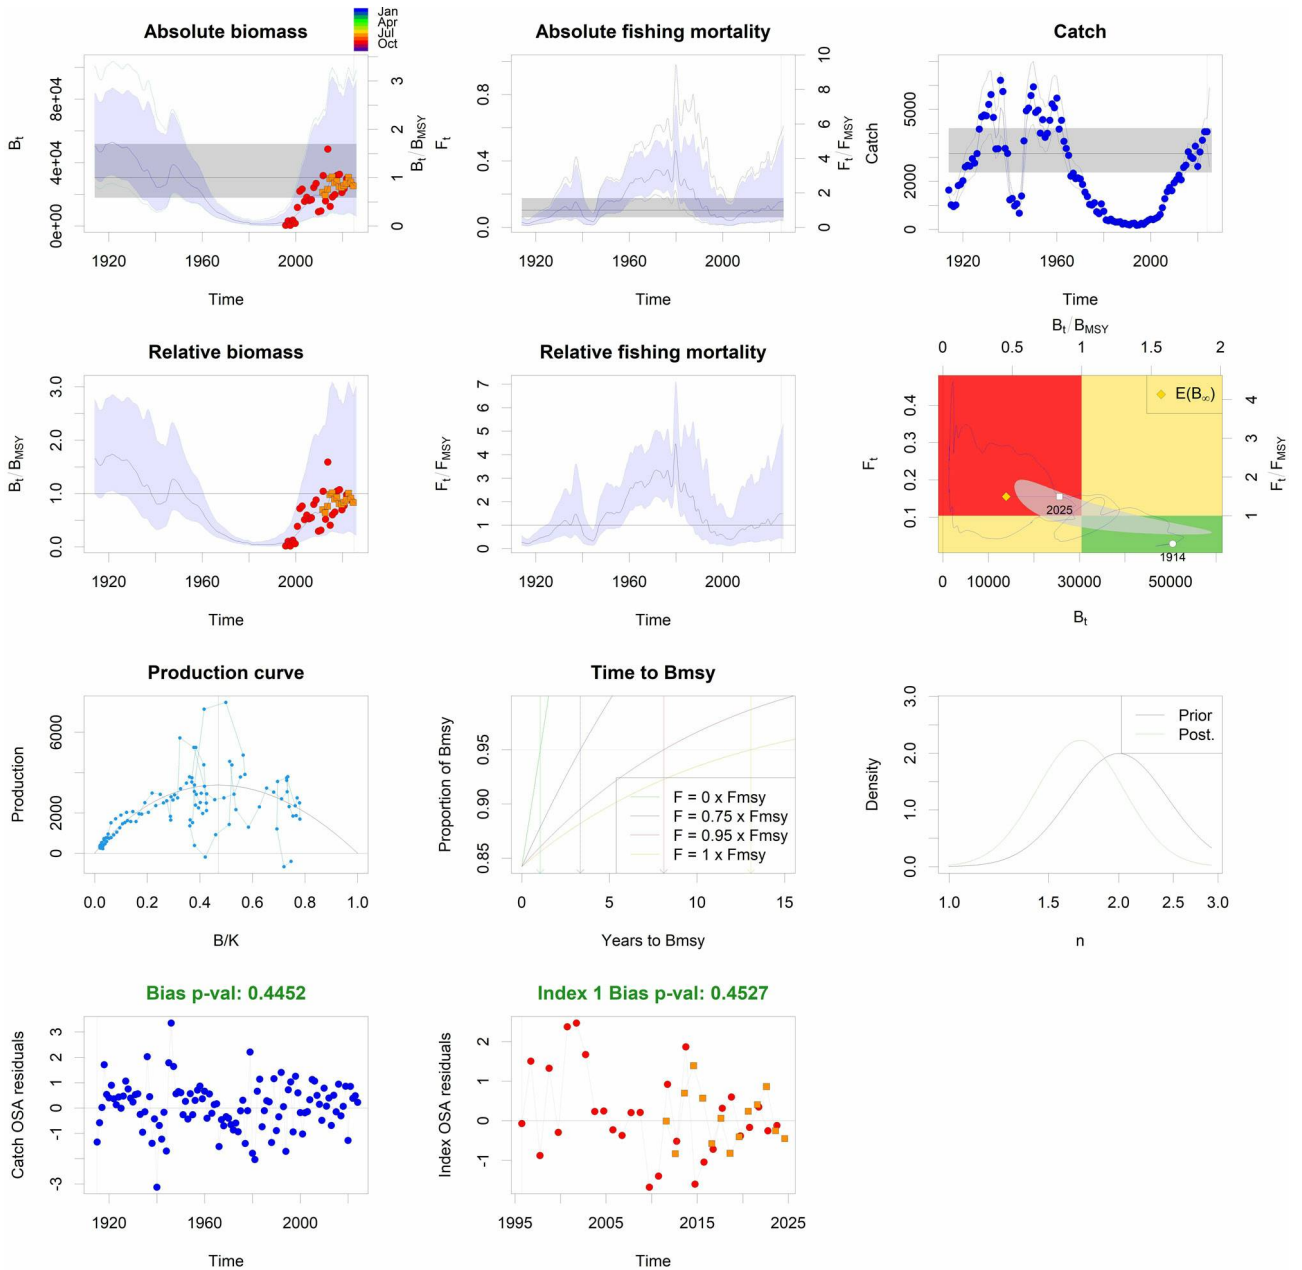 Absolute biomass
Jan
Apr
Jul
Oct
Absolute fishing mortality
Catch
0e+00 4e+04 8e+04
Bt
0 1 2 3
Bt/BMSY
1920 1960 2000
Time
0.0 0.4 0.8
Ft
0 2 4 6 8 10
Ft/FMSY
1920 1960 2000
Time
0 2000 5000
Catch
1920 1960 2000
Time
Relative biomass
0.0 1.0 2.0 3.0
Bt/BMSY
1920 1960 2000
Time
Relative fishing mortality
0 1 2 3 4 5 6 7
Ft/FMSY
1920 1960 2000
Time
Bt/BMSY
0 0.5 1 1.5 2
0.1 0.2 0.3 0.4
Ft
1 2 3 4
Ft/FMSY
E(B∞)
2025
1914
0 10000 30000 50000
Bt
Production curve
0 2000 6000
Production
0.0 0.2 0.4 0.6 0.8 1.0
B/K
Time to Bmsy
0.85 0.90 0.95
Proportion of Bmsy
F = 0 x Fmsy
F = 0.75 x Fmsy
F = 0.95 x Fmsy
F = 1 x Fmsy
0 5 10 15
Years to Bmsy
0.0 1.0 2.0 3.0
Density
Prior
Post.
1.0 1.5 2.0 2.5 3.0
n
Bias p-val: 0.4452
-3 -1 0 1 2 3
Catch OSA residuals
1920 1960 2000
Time
Index 1 Bias p-val: 0.4527
-1 0 1 2
Index OSA residuals
1995 2005 2015 2025
Time